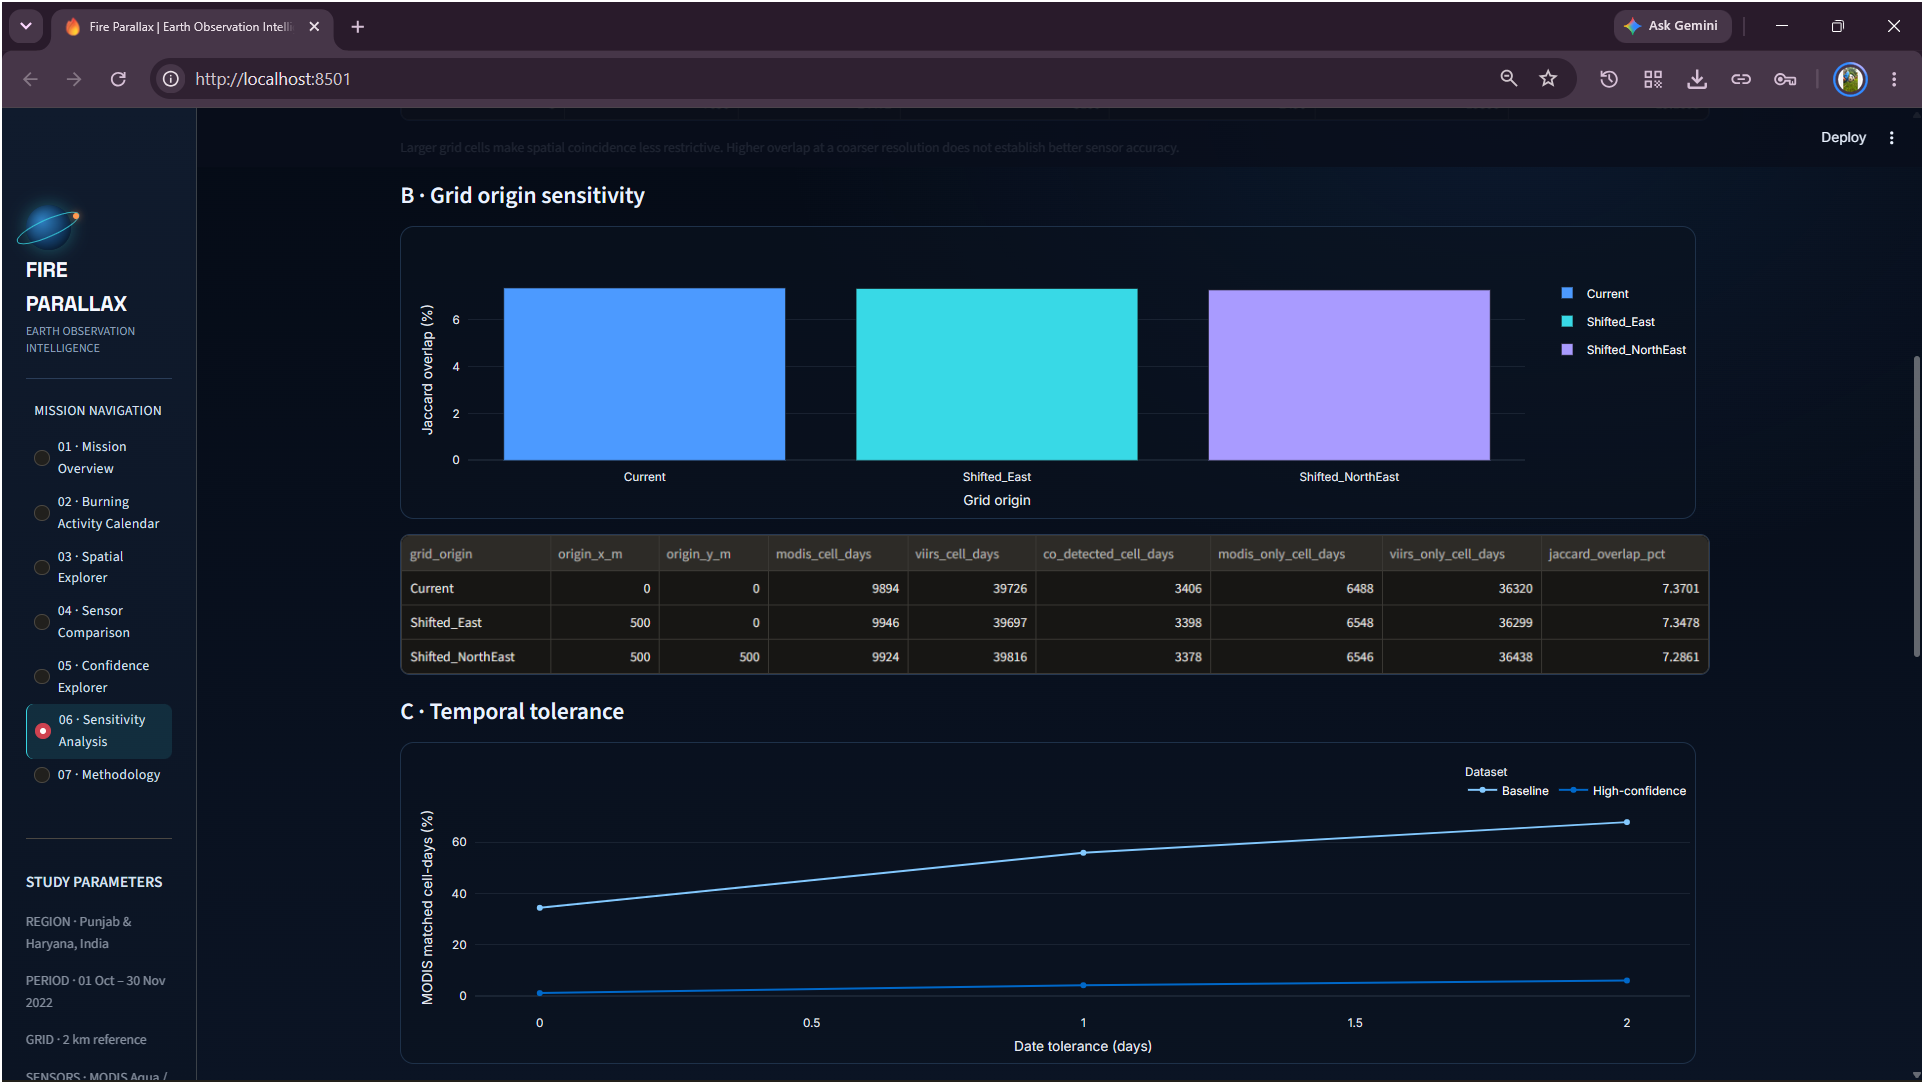 Fire Parallax | Earth Observation Intelli
Ask Gemini
http://localhost:8501
Deploy
FIRE
PARALLAX
EARTH OBSERVATION
INTELLIGENCE
MISSION NAVIGATION
01 · Mission
Overview
02 · Burning
Activity Calendar
03 · Spatial
Explorer
04 · Sensor
Comparison
05 · Confidence
Explorer
06 · Sensitivity
Analysis
07 · Methodology
STUDY PARAMETERS
REGION · Punjab &
Haryana, India
PERIOD · 01 Oct – 30 Nov
2022
GRID · 2 km reference
SENSORS · MODIS Aqua /
Larger grid cells make spatial coincidence less restrictive. Higher overlap at a coarser resolution does not establish better sensor accuracy.
B · Grid origin sensitivity
Jaccard overlap (%)
6
4
2
0
Current
Shifted_East
Shifted_NorthEast
Grid origin
Current
Shifted_East
Shifted_NorthEast
grid_origin origin_x_m origin_y_m modis_cell_days viirs_cell_days co_detected_cell_days modis_only_cell_days viirs_only_cell_days jaccard_overlap_pct
Current 0 0 9894 39726 3406 6488 36320 7.3701
Shifted_East 500 0 9946 39697 3398 6548 36299 7.3478
Shifted_NorthEast 500 500 9924 39816 3378 6546 36438 7.2861
C · Temporal tolerance
Dataset
Baseline High-confidence
MODIS matched cell-days (%)
60
40
20
0
0 0.5 1 1.5 2
Date tolerance (days)